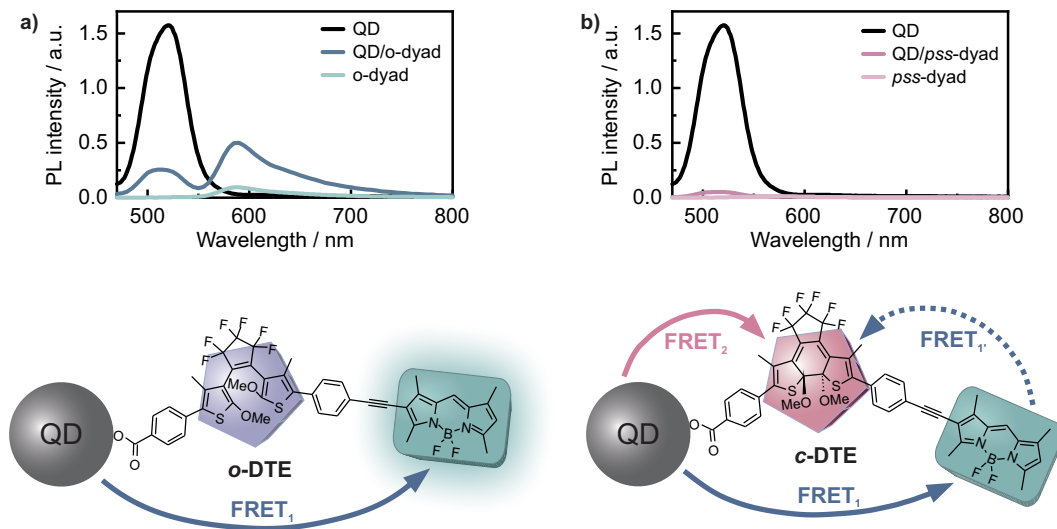 a)
QD
QD/o-dyad
o-dyad
PL intensity / a.u.
1.5
1.0
0.5
0.0
500
600
700
800
Wavelength / nm
b)
QD
QD/pss-dyad
pss-dyad
PL intensity / a.u.
1.5
1.0
0.5
0.0
500
600
700
800
Wavelength / nm
F F
F F
F F
MeO
S
S
OMe
QD
O
O
N N
B
F F
o-DTE
FRET₁
F F
F F
F F
FRET₂
FRET₁'
S
S
MeO
OMe
QD
O
O
N N
B
F F
c-DTE
FRET₁